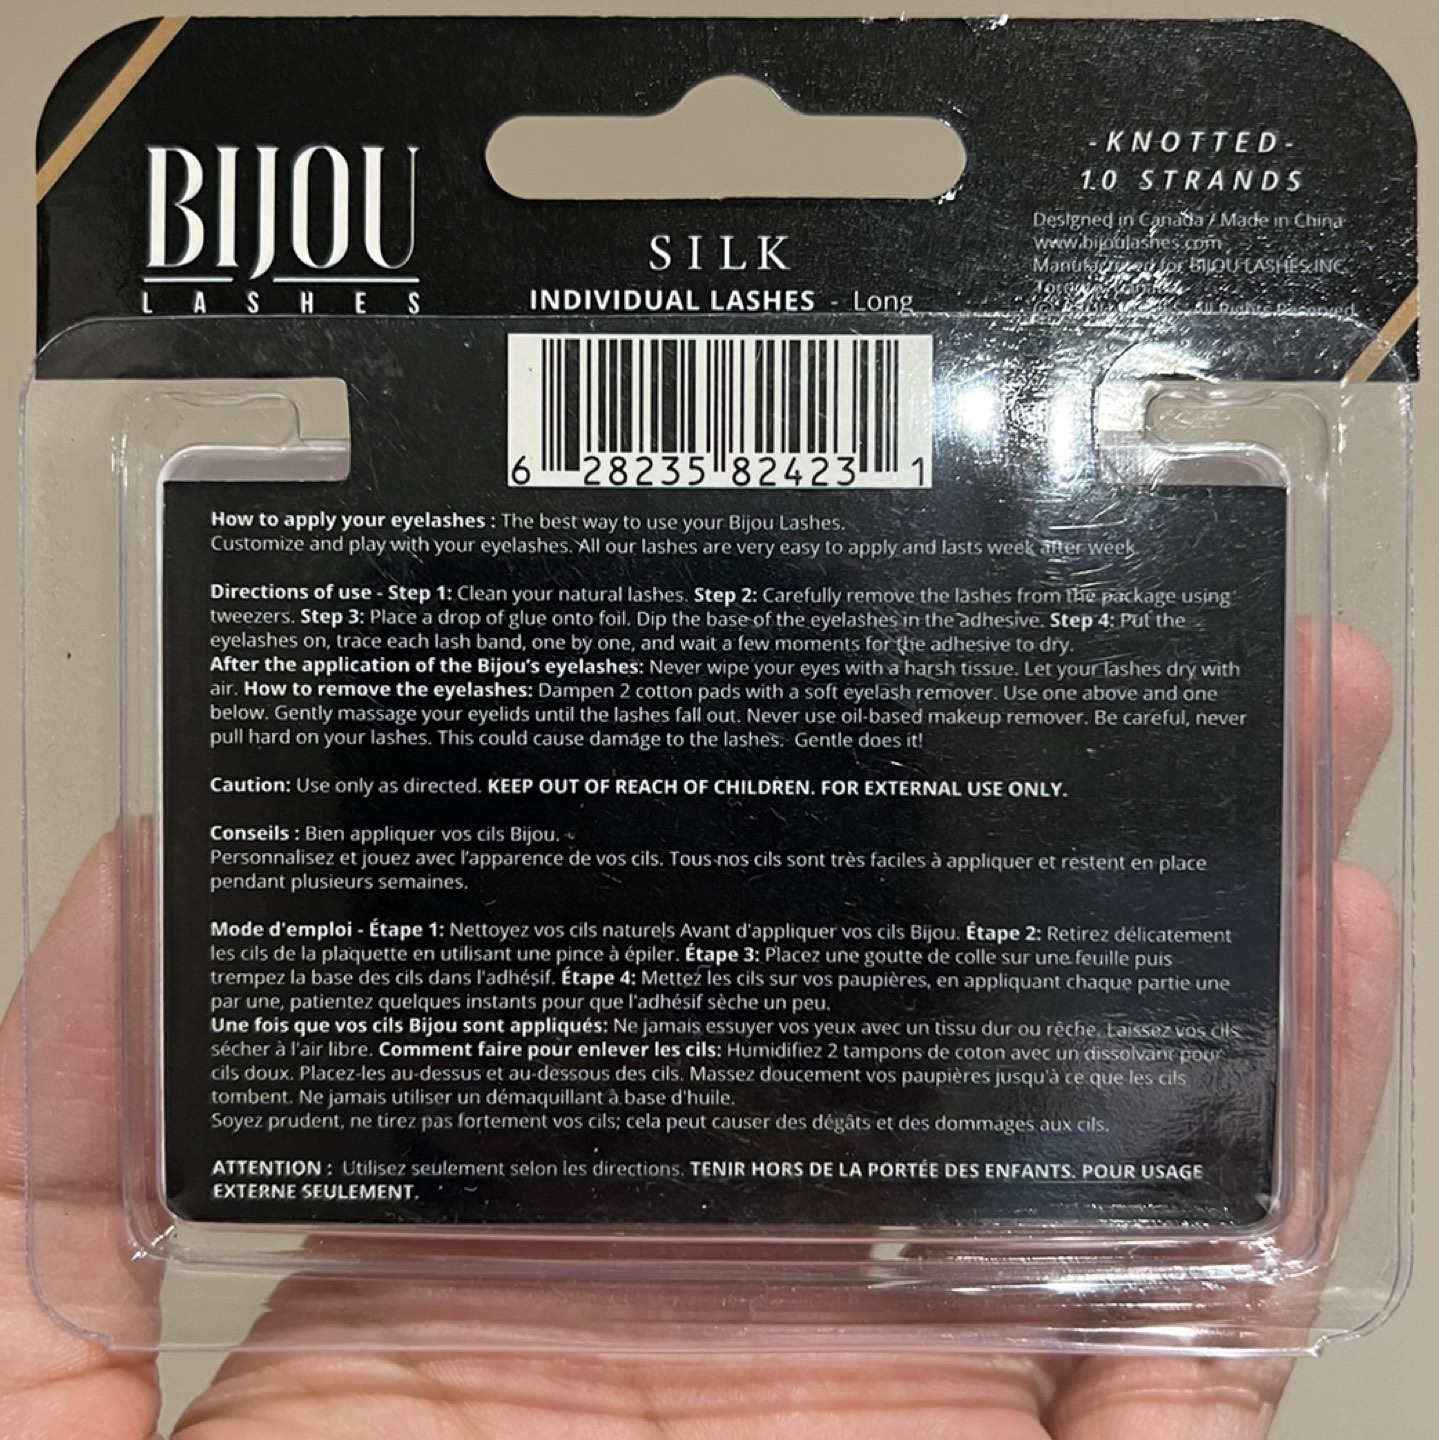 BIJOU
LASHES
SILK
INDIVIDUAL LASHES - Long
-KNOTTED-
10 STRANDS
Designed in Canada / Made in China
www.bijoulashes.com
Manufactured for BIJOU LASHES INC.
All Rights Reserved
6 28235 82423 1
How to apply your eyelashes : The best way to use your Bijou Lashes.
Customize and play with your eyelashes. All our lashes are very easy to apply and lasts week after week.
Directions of use - Step 1: Clean your natural lashes. Step 2: Carefully remove the lashes from the package using
tweezers. Step 3: Place a drop of glue onto foil. Dip the base of the eyelashes in the adhesive. Step 4: Put the
eyelashes on, trace each lash band, one by one, and wait a few moments for the adhesive to dry.
After the application of the Bijou's eyelashes: Never wipe your eyes with a harsh tissue. Let your lashes dry with
air. How to remove the eyelashes: Dampen 2 cotton pads with a soft eyelash remover. Use one above and one
below. Gently massage your eyelids until the lashes fall out. Never use oil-based makeup remover. Be careful, never
pull hard on your lashes. This could cause damage to the lashes. Gentle does it!
Caution: Use only as directed. KEEP OUT OF REACH OF CHILDREN. FOR EXTERNAL USE ONLY.
Conseils : Bien appliquer vos cils Bijou.
Personnalisez et jouez avec l'apparence de vos cils. Tous nos cils sont très faciles à appliquer et restent en place
pendant plusieurs semaines.
Mode d'emploi - Étape 1: Nettoyez vos cils naturels Avant d'appliquer vos cils Bijou. Étape 2: Retirez délicatement
les cils de la plaquette en utilisant une pince à épiler. Étape 3: Placez une goutte de colle sur une feuille puis
trempez la base des cils dans l'adhésif. Étape 4: Mettez les cils sur vos paupières, en appliquant chaque partie une
par une, patientez quelques instants pour que l'adhésif sèche un peu.
Une fois que vos cils Bijou sont appliqués: Ne jamais essuyer vos yeux avec un tissu dur ou rêche. Laissez vos cils
sécher à l'air libre. Comment faire pour enlever les cils: Humidifiez 2 tampons de coton avec un dissolvant pour
cils doux. Placez-les au-dessus et au-dessous des cils. Massez doucement vos paupières jusqu'à ce que les cils
tombent. Ne jamais utiliser un démaquillant à base d'huile.
Soyez prudent, ne tirez pas fortement vos cils; cela peut causer des dégâts et des dommages aux cils.
ATTENTION : Utilisez seulement selon les directions. TENIR HORS DE LA PORTÉE DES ENFANTS. POUR USAGE
EXTERNE SEULEMENT.